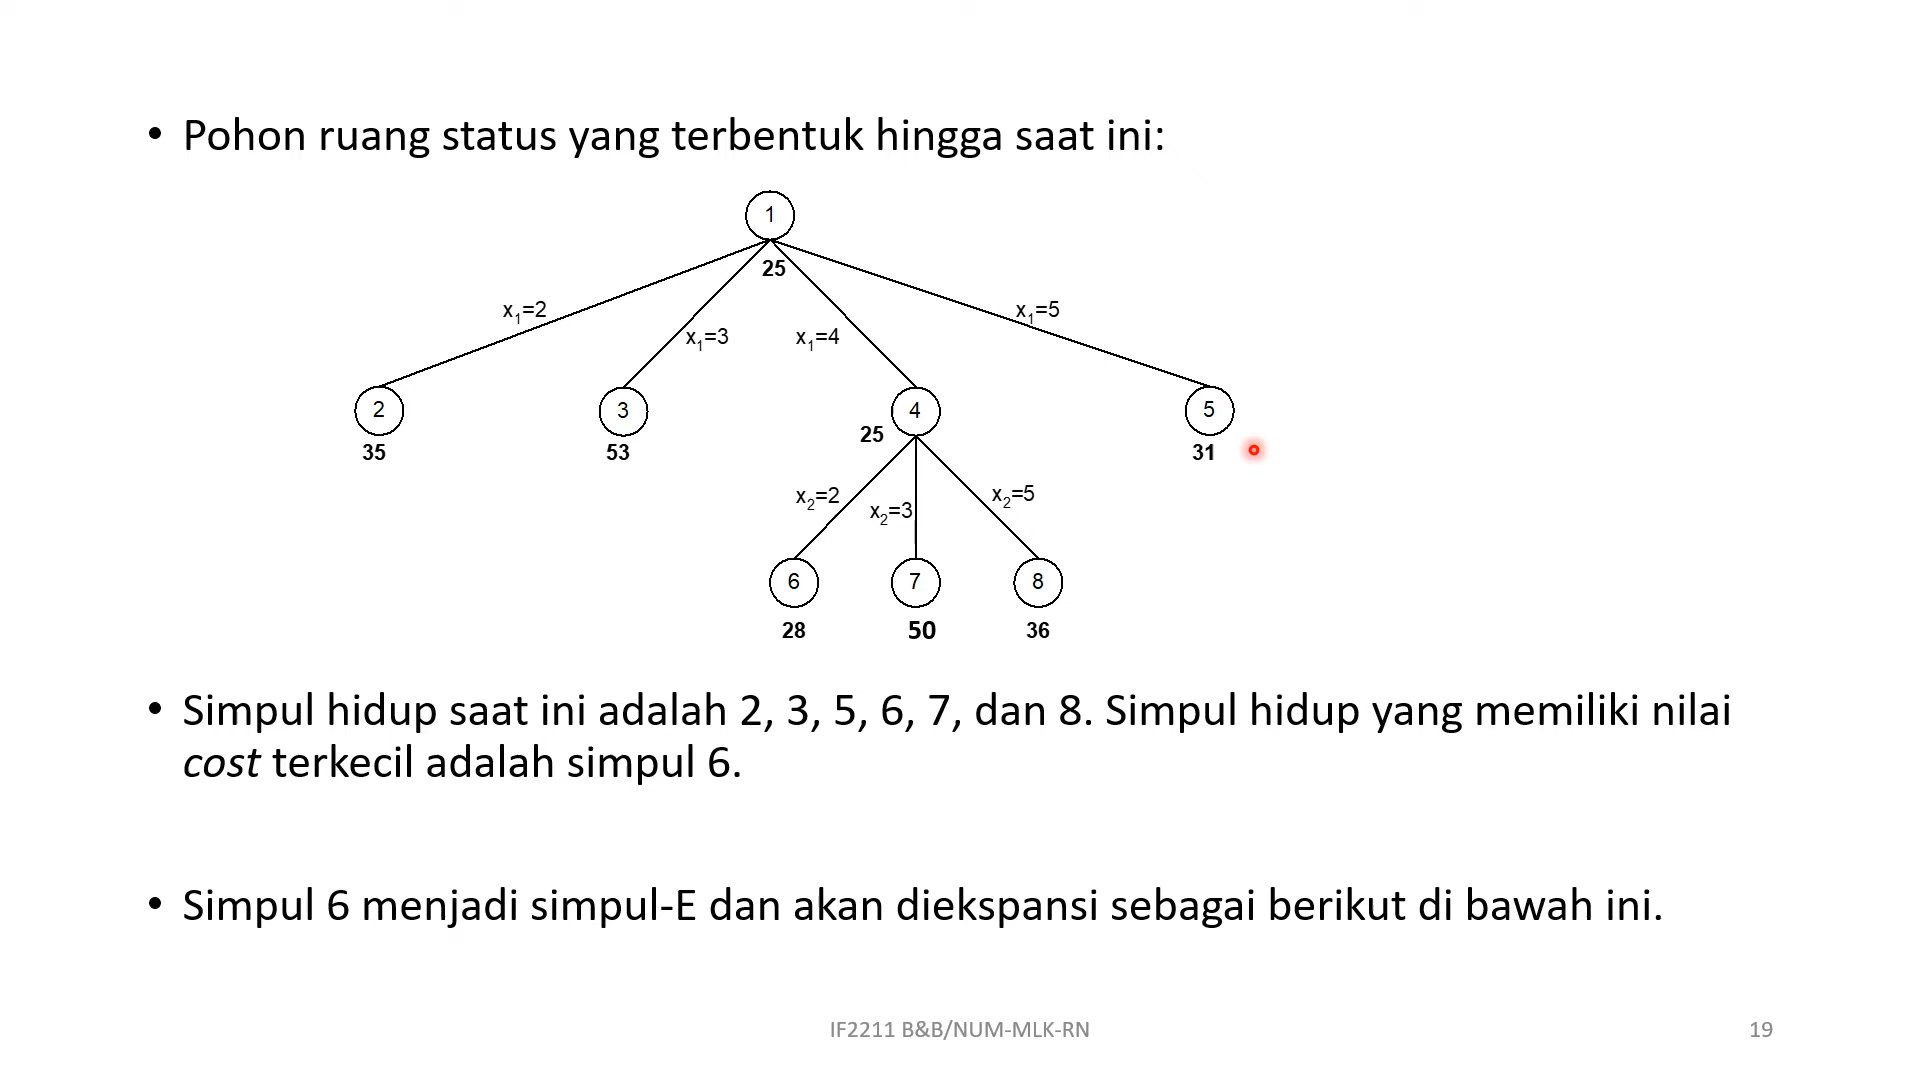 • Pohon ruang status yang terbentuk hingga saat ini:
1
25
x₁=2
x₁=5
x₁=3
x₁=4
2
3
4
5
25
35
53
31
x₂=2
x₂=3
x₂=5
6
7
8
28
50
36
• Simpul hidup saat ini adalah 2, 3, 5, 6, 7, dan 8. Simpul hidup yang memiliki nilai
cost terkecil adalah simpul 6.
• Simpul 6 menjadi simpul-E dan akan diekspansi sebagai berikut di bawah ini.
IF2211 B&B/NUM-MLK-RN
19